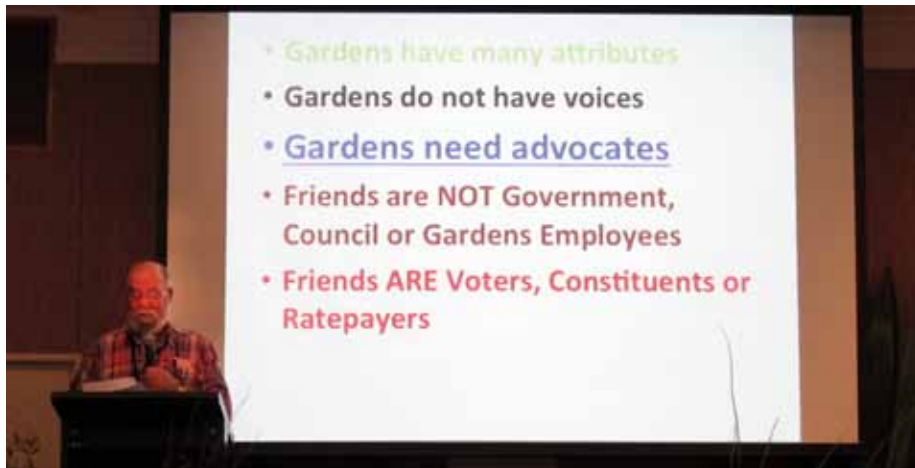 • Gardens have many attributes
• Gardens do not have voices
• Gardens need advocates
• Friends are NOT Government,
Council or Gardens Employees
• Friends ARE Voters, Constituents or
Ratepayers